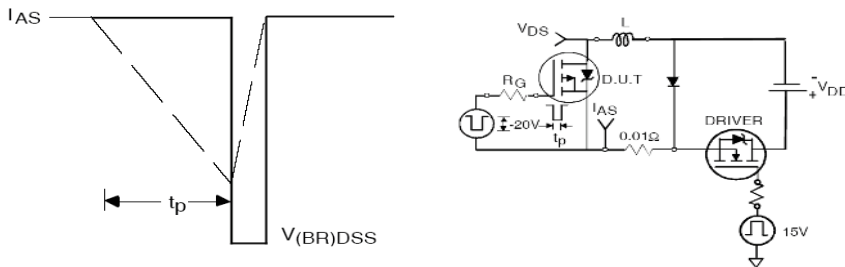 IAS
tp
V(BR)DSS
VDS
L
RG
D.U.T
IAS
-20V
tp
0.01Ω
DRIVER
-
+
VDD
15V